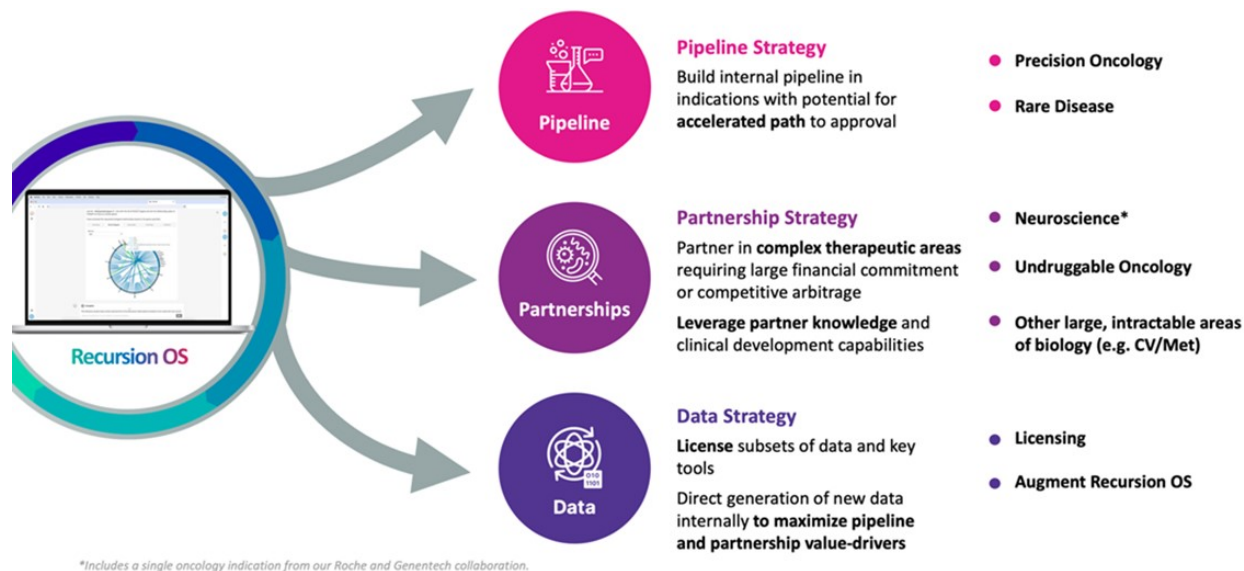 Recursion OS
Pipeline
Pipeline Strategy
Build internal pipeline in
indications with potential for
accelerated path to approval
Precision Oncology
Rare Disease
Partnerships
Partnership Strategy
Partner in complex therapeutic areas
requiring large financial commitment
or competitive arbitrage
Leverage partner knowledge and
clinical development capabilities
Neuroscience*
Undruggable Oncology
Other large, intractable areas
of biology (e.g. CV/Met)
010
1101
Data
Data Strategy
License subsets of data and key
tools
Direct generation of new data
internally to maximize pipeline
and partnership value-drivers
Licensing
Augment Recursion OS
*Includes a single oncology indication from our Roche and Genentech collaboration.